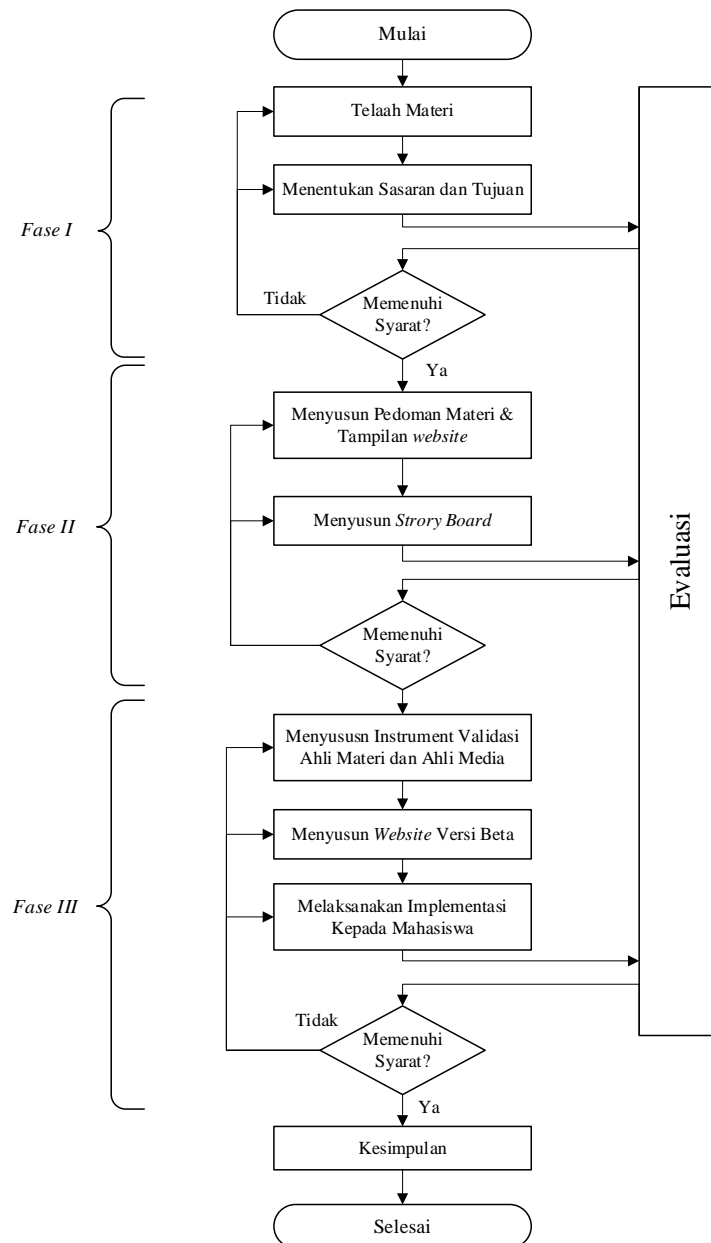 Mulai
Telaah Materi
Menentukan Sasaran dan Tujuan
Fase I
Tidak
Memenuhi
Syarat?
Ya
Menyusun Pedoman Materi &
Tampilan website
Fase II
Menyusun Strory Board
Evaluasi
Memenuhi
Syarat?
Menyususn Instrument Validasi
Ahli Materi dan Ahli Media
Menyusun Website Versi Beta
Fase III
Melaksanakan Implementasi
Kepada Mahasiswa
Tidak
Memenuhi
Syarat?
Ya
Kesimpulan
Selesai